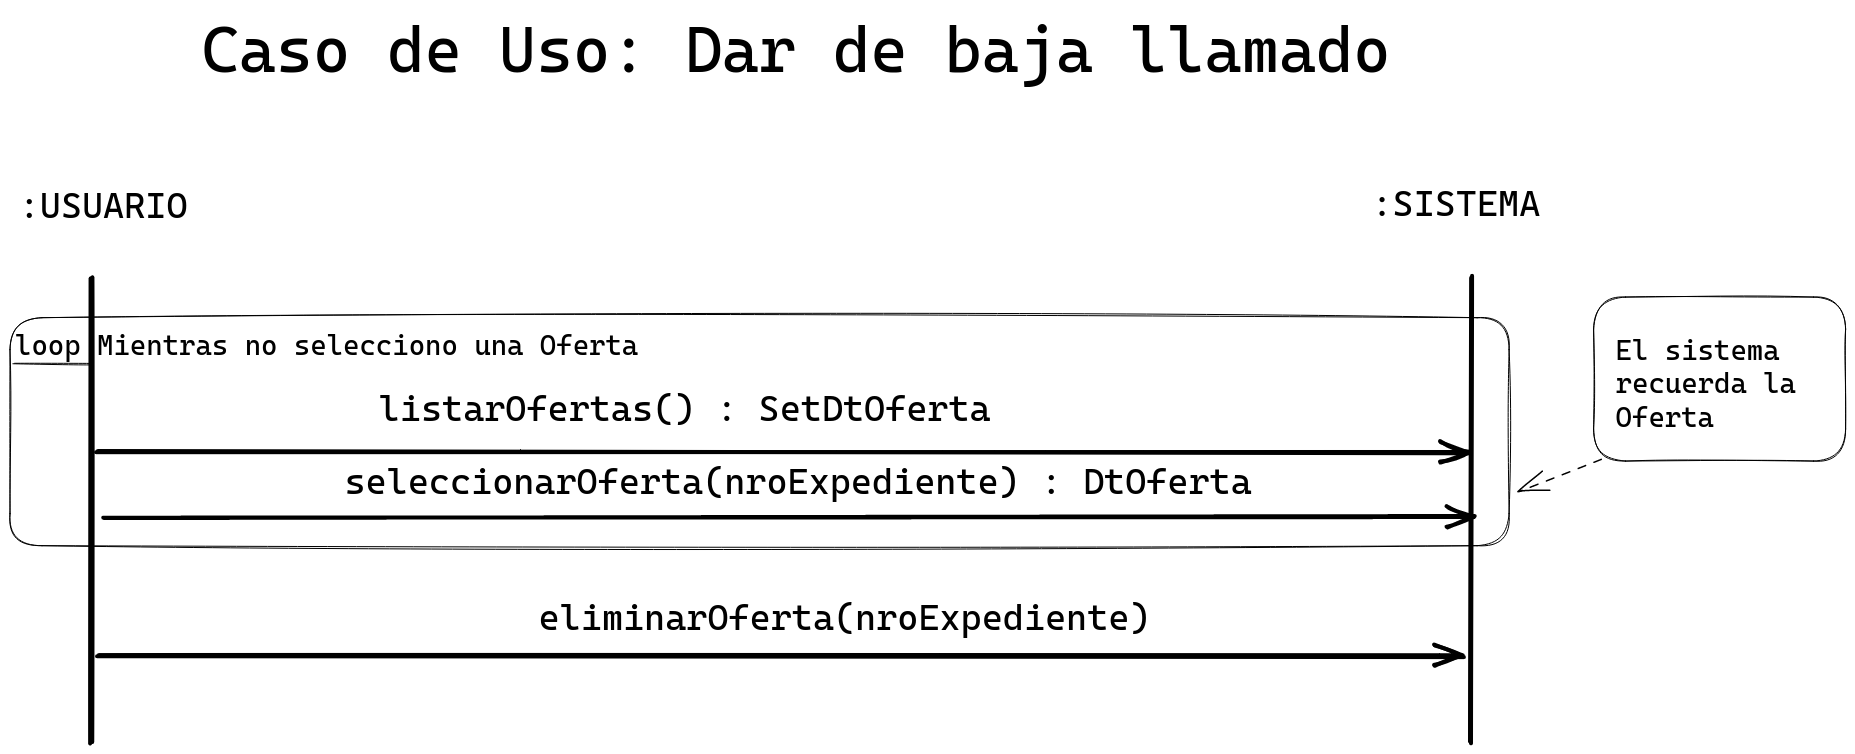 Caso de Uso: Dar de baja llamado
:USUARIO
:SISTEMA
loop Mientras no selecciono una Oferta
listarOfertas() : SetDtOferta
seleccionarOferta(nroExpediente) : DtOferta
El sistema
recuerda la
Oferta
eliminarOferta(nroExpediente)